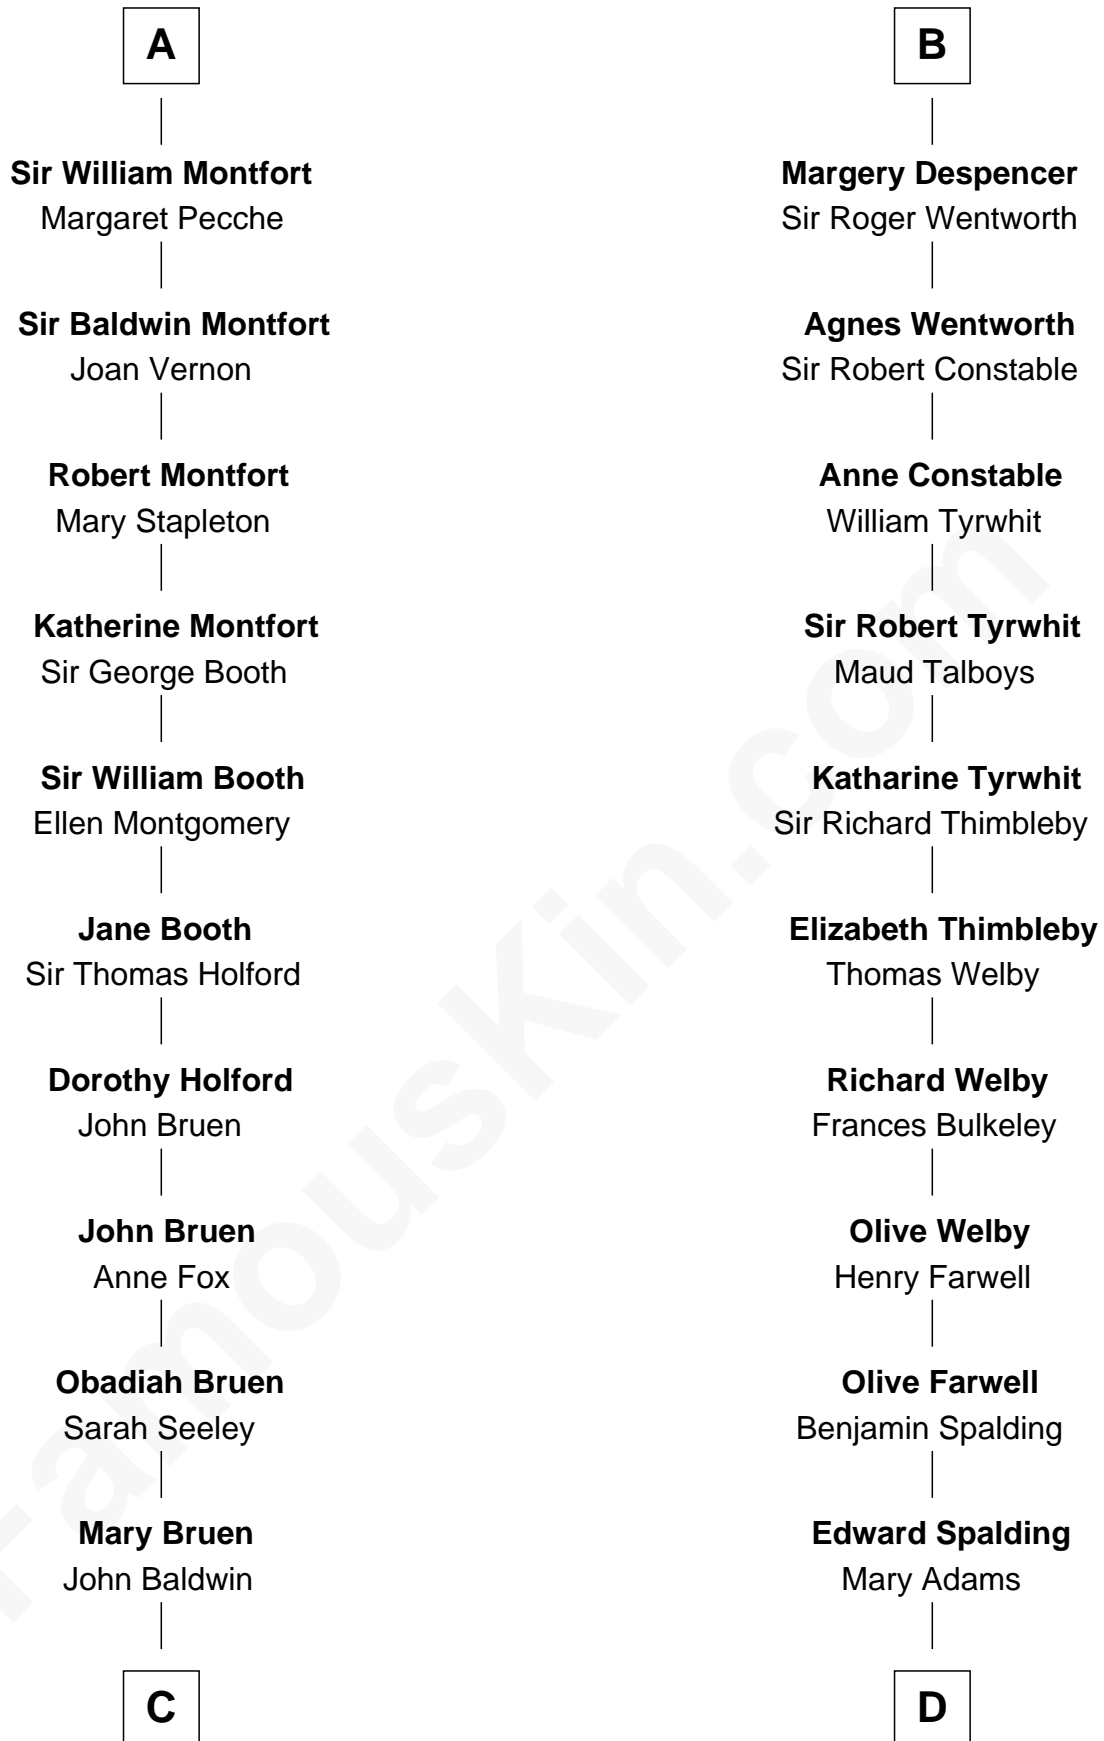 A
Sir William Montfort
Margaret Pecche
Sir Baldwin Montfort
Joan Vernon
Robert Montfort
Mary Stapleton
Katherine Montfort
Sir George Booth
Sir William Booth
Ellen Montgomery
Jane Booth
Sir Thomas Holford
Dorothy Holford
John Bruen
John Bruen
Anne Fox
Obadiah Bruen
Sarah Seeley
Mary Bruen
John Baldwin
C
B
Margery Despencer
Sir Roger Wentworth
Agnes Wentworth
Sir Robert Constable
Anne Constable
William Tyrwhit
Sir Robert Tyrwhit
Maud Talboys
Katharine Tyrwhit
Sir Richard Thimbleby
Elizabeth Thimbleby
Thomas Welby
Richard Welby
Frances Bulkeley
Olive Welby
Henry Farwell
Olive Farwell
Benjamin Spalding
Edward Spalding
Mary Adams
D
FamousKin.com